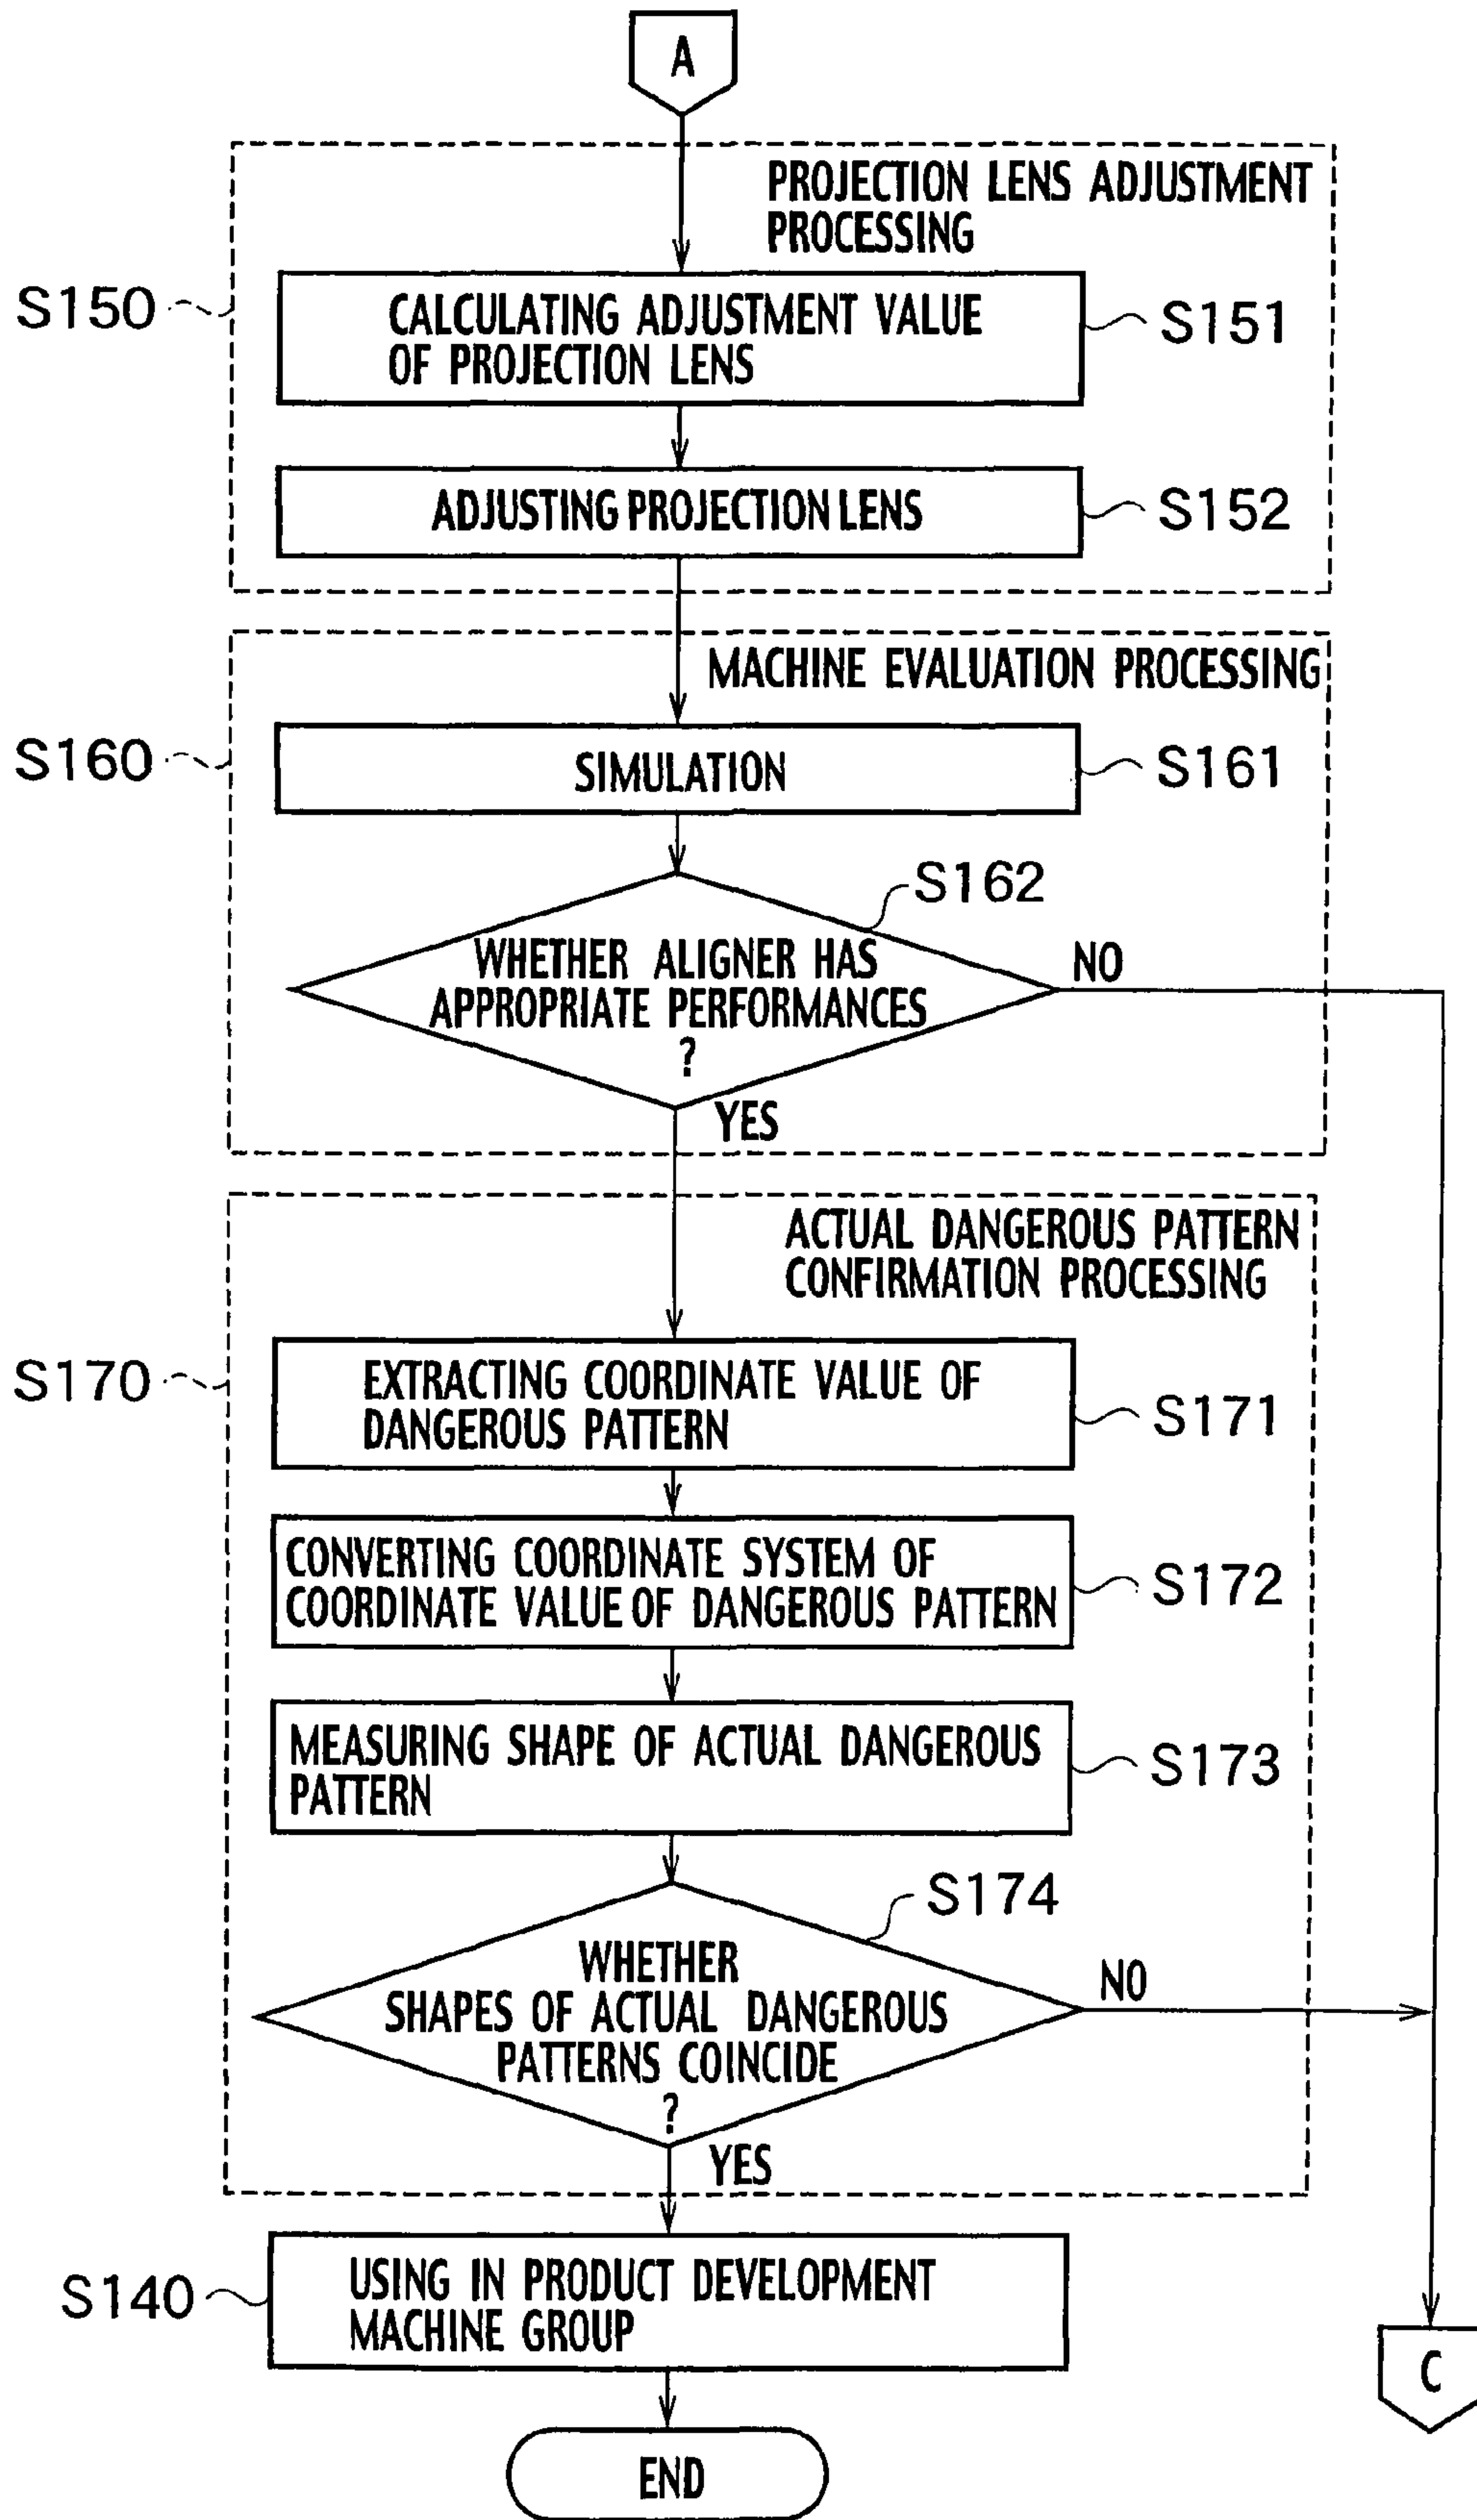 A
PROJECTION LENS ADJUSTMENT
PROCESSING
S150
CALCULATING ADJUSTMENT VALUE
OF PROJECTION LENS
S151
ADJUSTING PROJECTION LENS
S152
MACHINE EVALUATION PROCESSING
S160
SIMULATION
S161
S162
WHETHER ALIGNER HAS
APPROPRIATE PERFORMANCES
?
NO
YES
ACTUAL DANGEROUS PATTERN
CONFIRMATION PROCESSING
S170
EXTRACTING COORDINATE VALUE OF
DANGEROUS PATTERN
S171
CONVERTING COORDINATE SYSTEM OF
COORDINATE VALUE OF DANGEROUS PATTERN
S172
MEASURING SHAPE OF ACTUAL DANGEROUS
PATTERN
S173
S174
WHETHER
SHAPES OF ACTUAL DANGEROUS
PATTERNS COINCIDE
?
NO
YES
S140
USING IN PRODUCT DEVELOPMENT
MACHINE GROUP
C
END